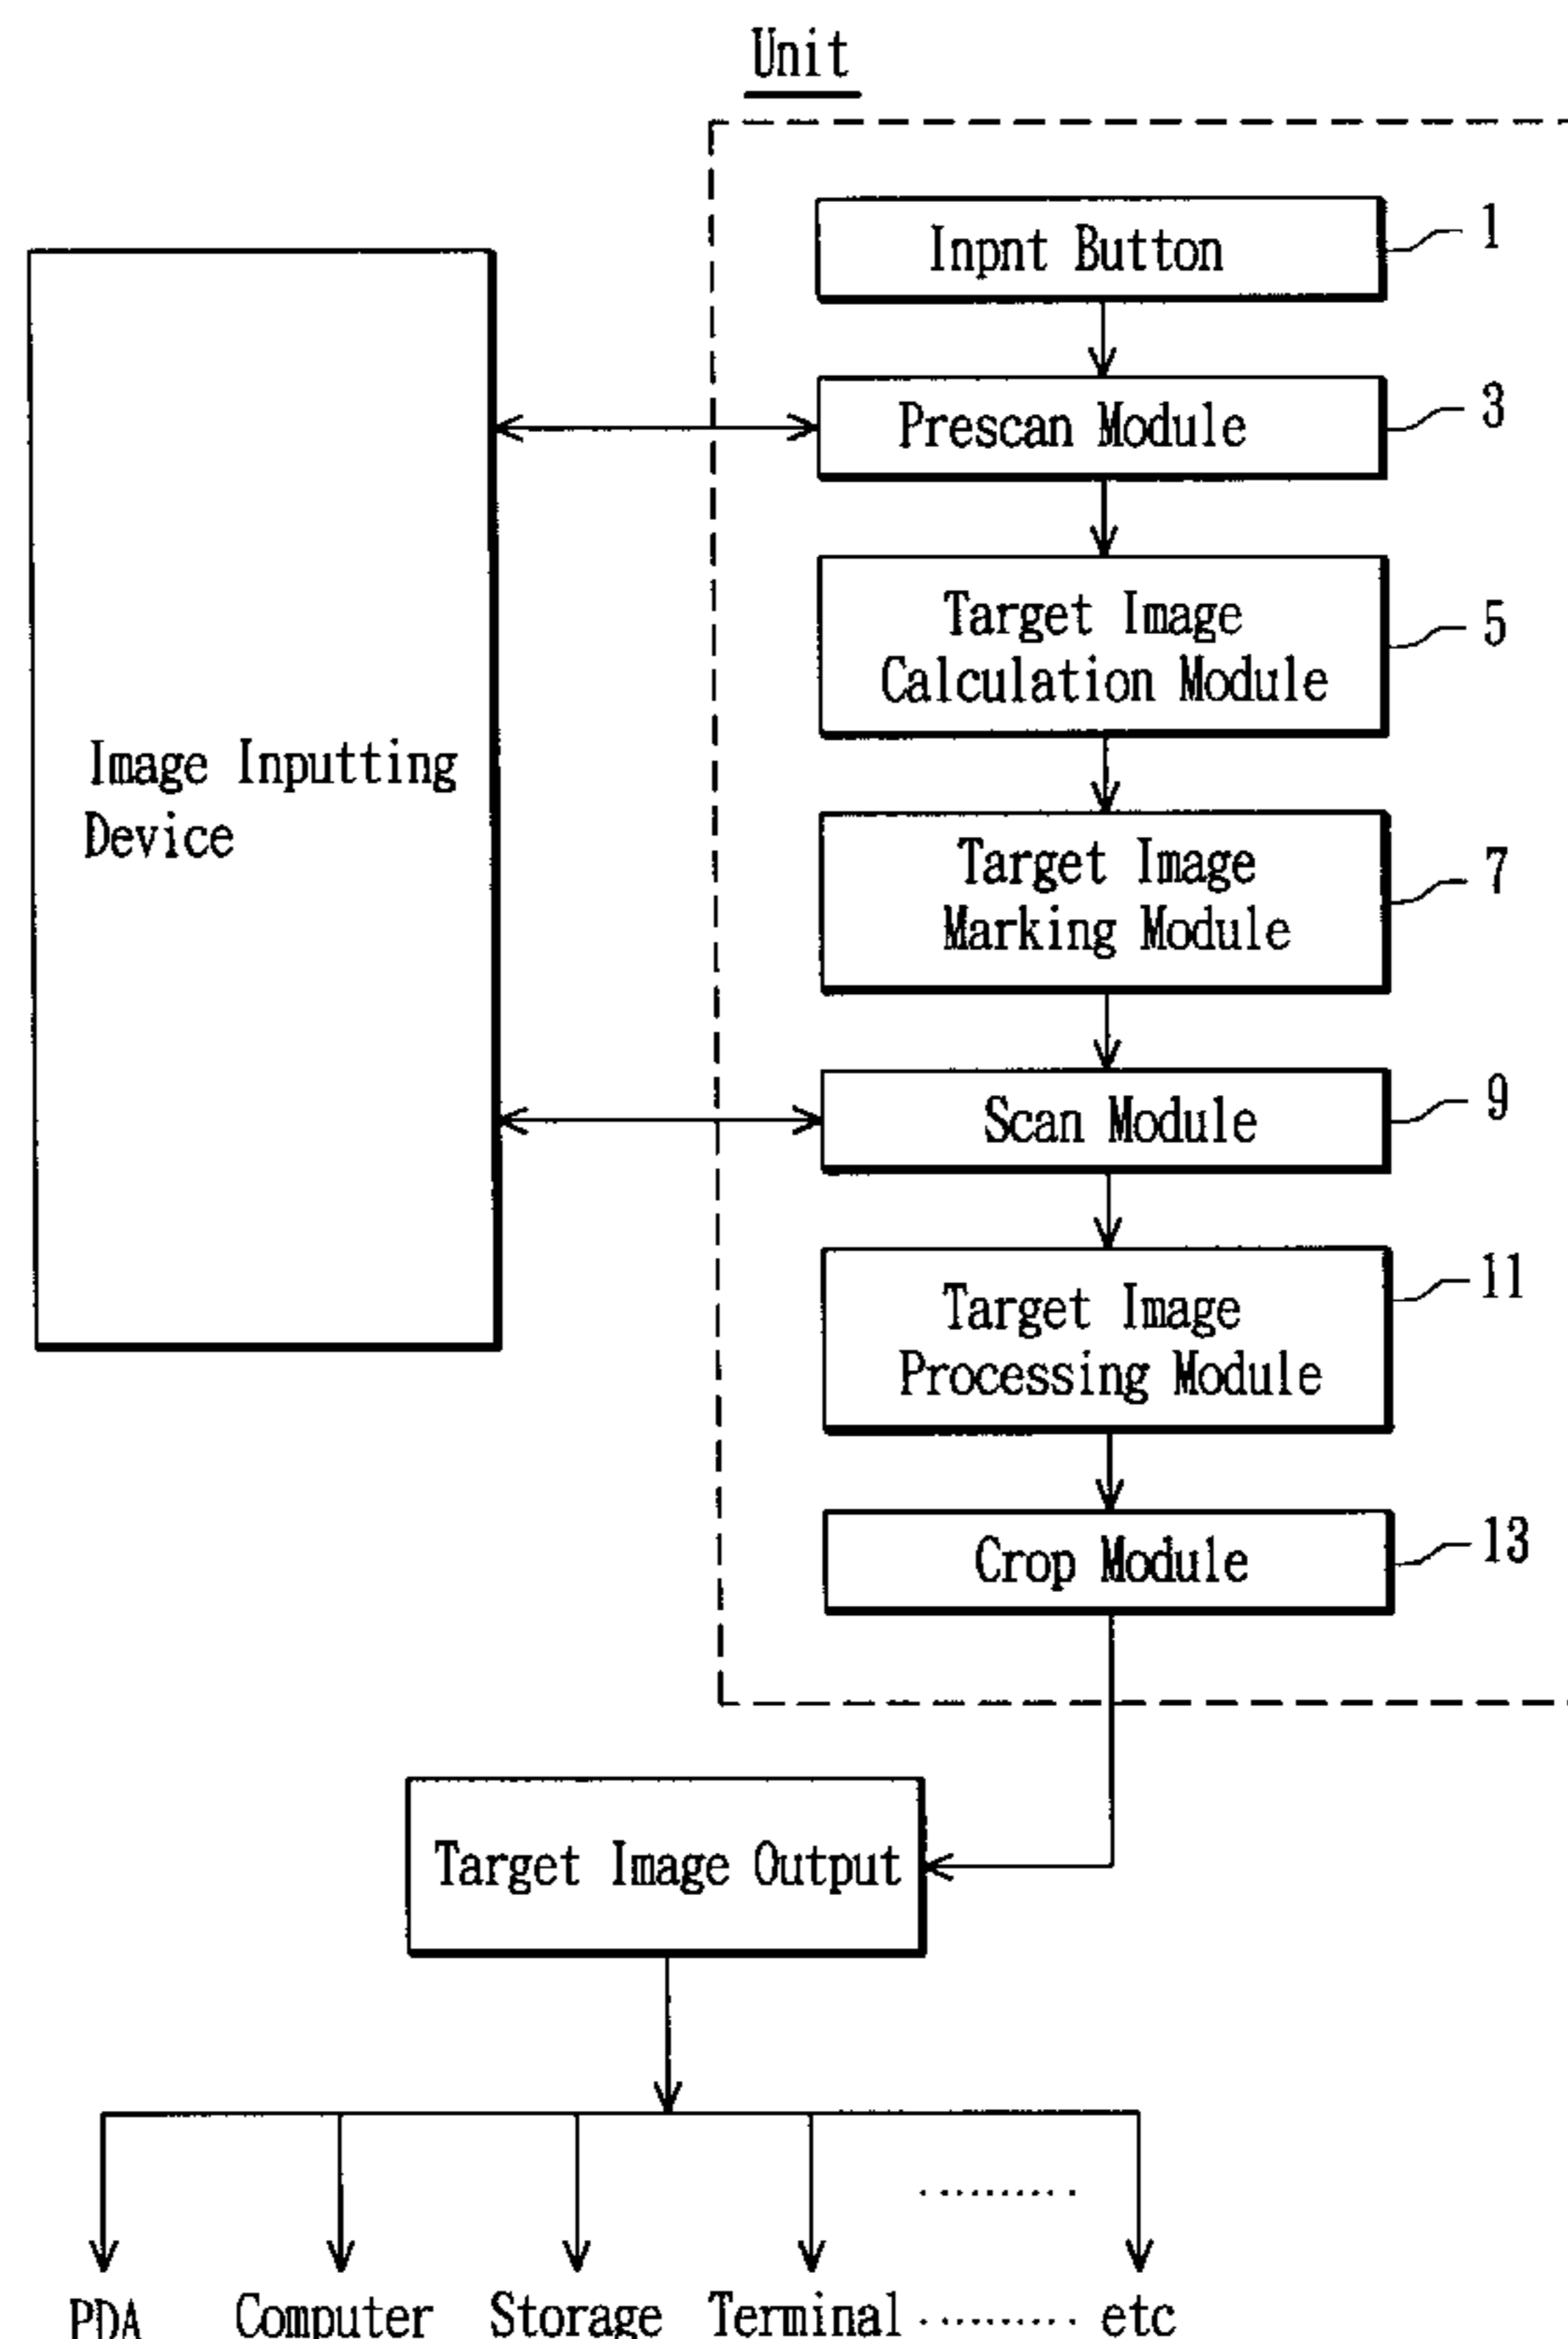 Unit
Inpnt Button
1
Prescan Module
3
Target Image
Calculation Module
5
Image Inputting
Device
Target Image
Marking Module
7
Scan Module
9
Target Image
Processing Module
11
Crop Module
13
Target Image Output
.........
PDA Computer Storage Terminal ......... etc